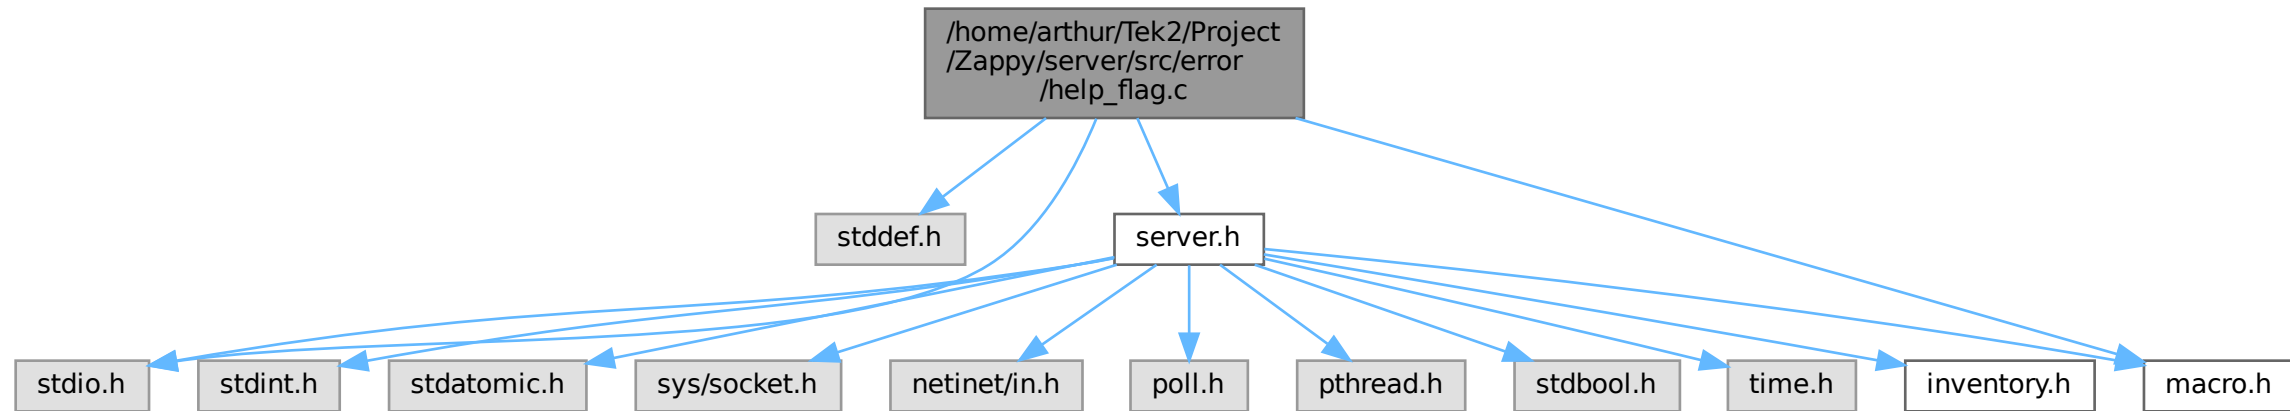 /home/arthur/Tek2/Project
/Zappy/server/src/error
/help_flag.c
stddef.h
server.h
stdio.h
stdint.h
stdatomic.h
sys/socket.h
netinet/in.h
poll.h
pthread.h
stdbool.h
time.h
inventory.h
macro.h